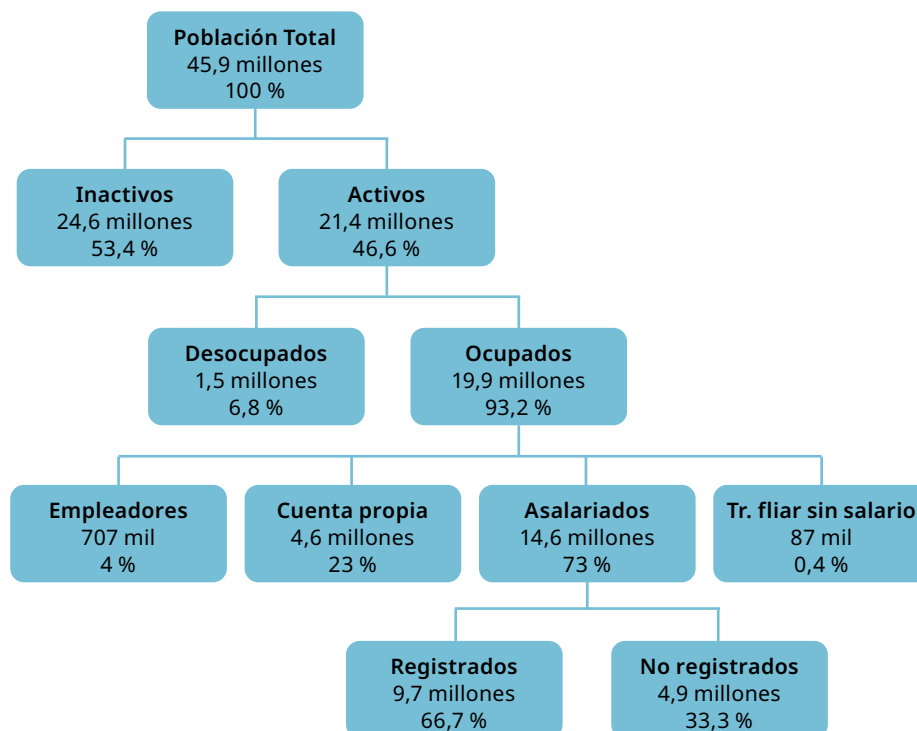 Población Total
45,9 millones
100 %
Inactivos
24,6 millones
53,4 %
Activos
21,4 millones
46,6 %
Desocupados
1,5 millones
6,8 %
Ocupados
19,9 millones
93,2 %
Empleadores
707 mil
4 %
Cuenta propia
4,6 millones
23 %
Asalariados
14,6 millones
73 %
Tr. fliar sin salario
87 mil
0,4 %
Registrados
9,7 millones
66,7 %
No registrados
4,9 millones
33,3 %